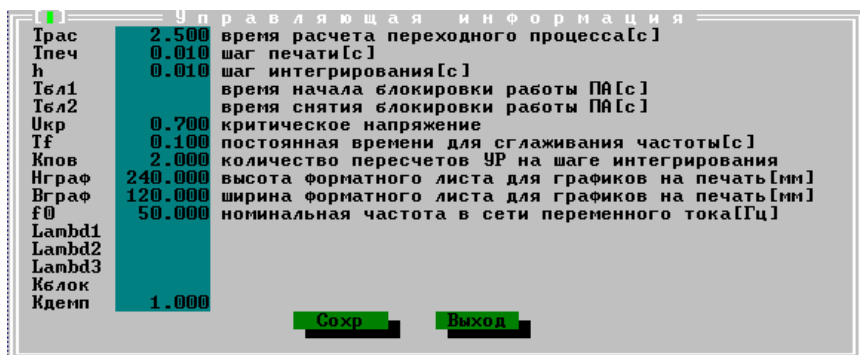 Управляющая информация
Tрас 2.500 время расчета переходного процесса[с]
Tпеч 0.010 шаг печати[с]
h 0.010 шаг интегрирования[с]
Tбл1 время начала блокировки работы ПА[с]
Tбл2 время снятия блокировки работы ПА[с]
Uкр 0.700 критическое напряжение
Tf 0.100 постоянная времени для сглаживания частоты[с]
Kпов 2.000 количество пересчетов УР на шаге интегрирования
Hграф 240.000 высота форматного листа для графиков на печать[мм]
Bграф 120.000 ширина форматного листа для графиков на печать[мм]
f0 50.000 номинальная частота в сети переменного тока[Гц]
Lambd1
Lambd2
Lambd3
Kблок
Kдемп 1.000
Сохр Выход